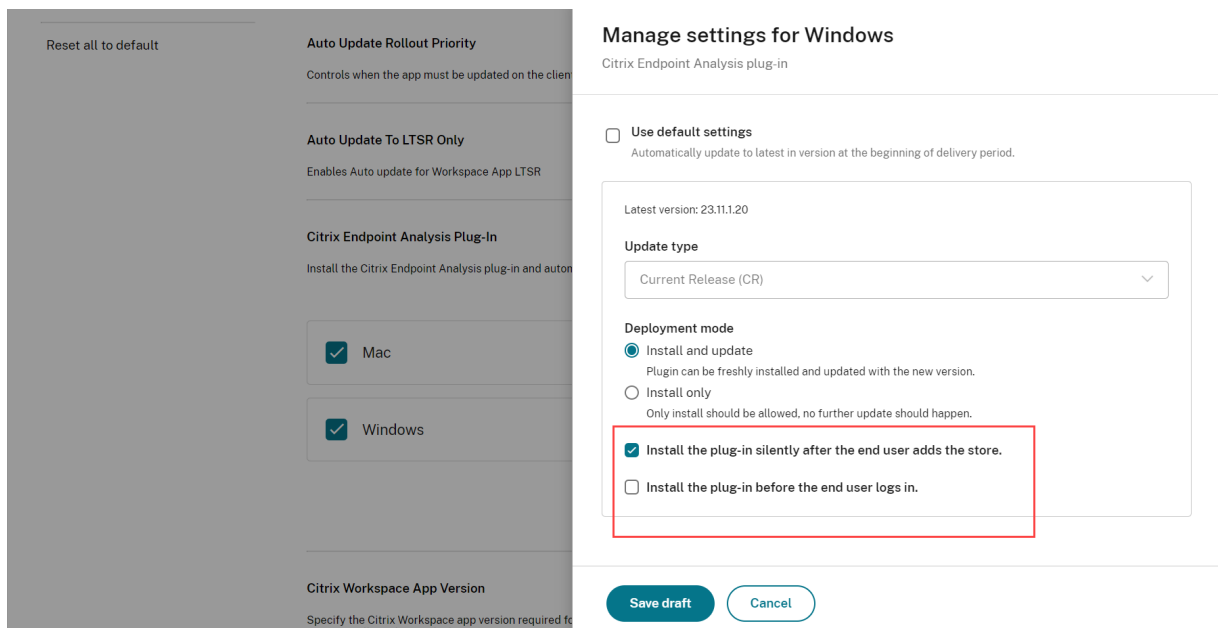 Reset all to default
Auto Update Rollout Priority
Controls when the app must be updated on the clien
Auto Update To LTSR Only
Enables Auto update for Workspace App LTSR
Citrix Endpoint Analysis Plug-In
Install the Citrix Endpoint Analysis plug-in and auton
Mac
Windows
Citrix Workspace App Version
Specify the Citrix Workspace app version required fo
Manage settings for Windows
Citrix Endpoint Analysis plug-in
Use default settings
Automatically update to latest in version at the beginning of delivery period.
Latest version: 23.11.1.20
Update type
Current Release (CR)
Deployment mode
Install and update
Plugin can be freshly installed and updated with the new version.
Install only
Only install should be allowed, no further update should happen.
Install the plug-in silently after the end user adds the store.
Install the plug-in before the end user logs in.
Save draft
Cancel